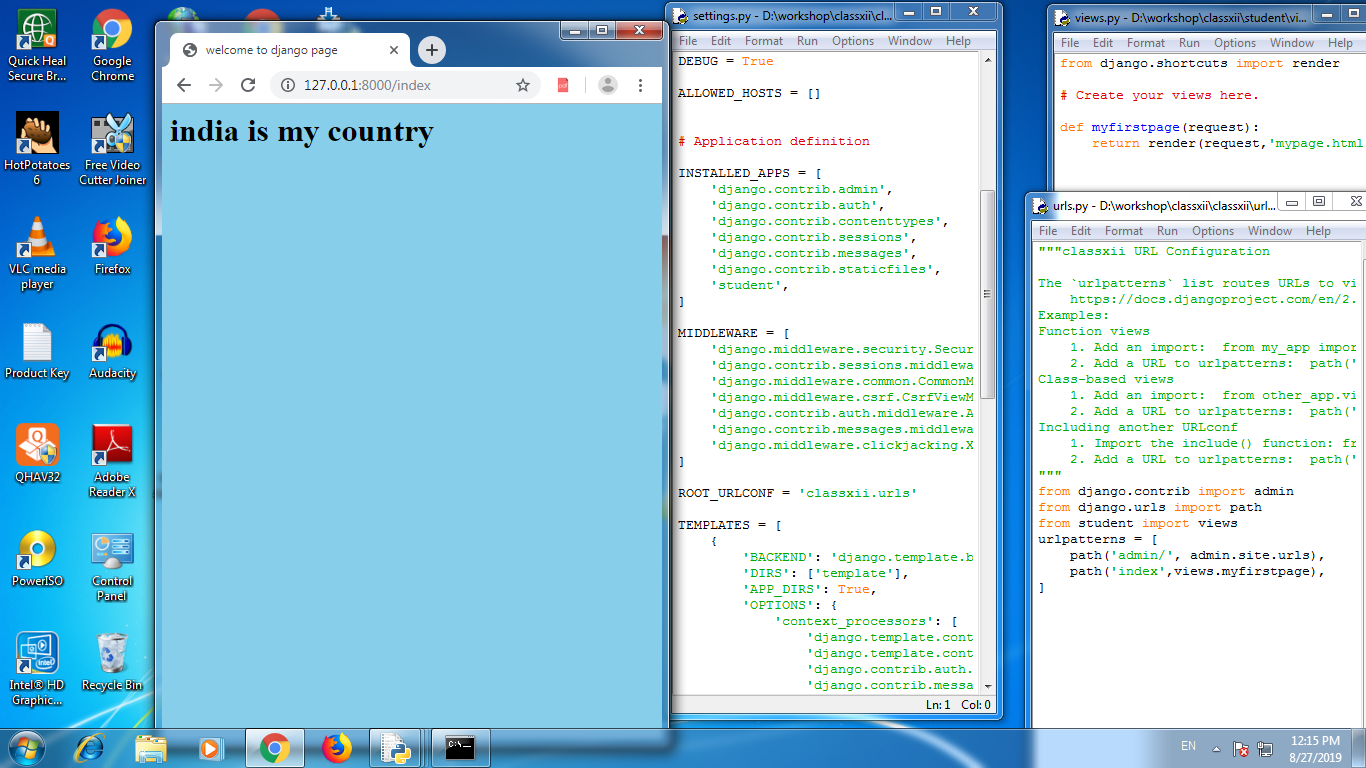 Quick Heal
Secure Br...
Google
Chrome
HotPotatoes
6
Free Video
Cutter Joiner
VLC media
player
Firefox
Product Key
Audacity
QHAV32
Adobe
Reader X
PowerISO
Control
Panel
Intel® HD
Graphic...
Recycle Bin
welcome to django page
127.0.0.1:8000/index
india is my country
settings.py - D:\workshop\classxii\cl...
File Edit Format Run Options Window Help
DEBUG = True
ALLOWED_HOSTS = []
# Application definition
INSTALLED_APPS = [
'django.contrib.admin',
'django.contrib.auth',
'django.contrib.contenttypes',
'django.contrib.sessions',
'django.contrib.messages',
'django.contrib.staticfiles',
'student',
]
MIDDLEWARE = [
'django.middleware.security.Secur
'django.contrib.sessions.middlewa
'django.middleware.common.CommonM
'django.middleware.csrf.CsrfViewM
'django.contrib.auth.middleware.A
'django.contrib.messages.middlewa
'django.middleware.clickjacking.X
]
ROOT_URLCONF = 'classxii.urls'
TEMPLATES = [
{
'BACKEND': 'django.template.b
'DIRS': ['template'],
'APP_DIRS': True,
'OPTIONS': {
'context_processors': [
'django.template.cont
'django.template.cont
'django.contrib.auth.
'django.contrib.messa
Ln: 1 Col: 0
views.py - D:\workshop\classxii\student\vi...
File Edit Format Run Options Window Help
from django.shortcuts import render
# Create your views here.
def myfirstpage(request):
return render(request,'mypage.html
urls.py - D:\workshop\classxii\classxii\url...
File Edit Format Run Options Window Help
"""classxii URL Configuration
The `urlpatterns` list routes URLs to vi
https://docs.djangoproject.com/en/2.
Examples:
Function views
1. Add an import:  from my_app impor
2. Add a URL to urlpatterns:  path('
Class-based views
1. Add an import:  from other_app.vi
2. Add a URL to urlpatterns:  path('
Including another URLconf
1. Import the include() function: fr
2. Add a URL to urlpatterns:  path('
"""
from django.contrib import admin
from django.urls import path
from student import views
urlpatterns = [
path('admin/', admin.site.urls),
path('index',views.myfirstpage),
]
EN
12:15 PM
8/27/2019